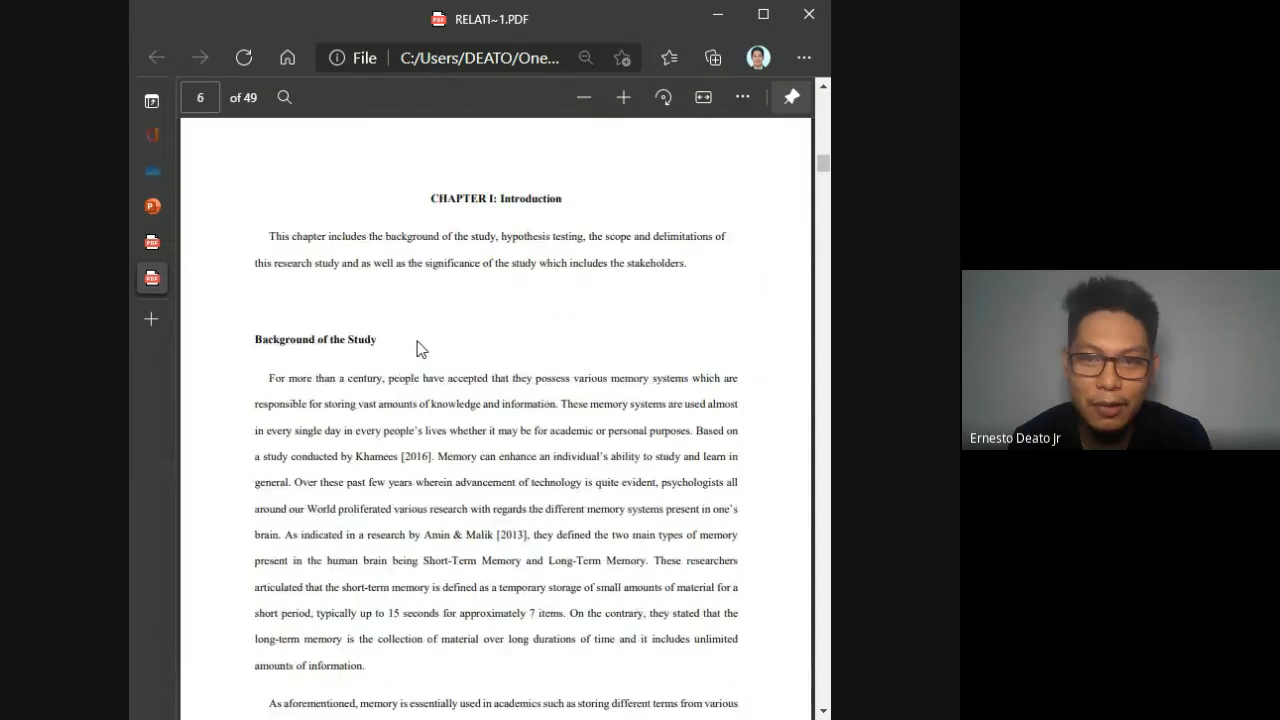 RELATI~1.PDF
File
C:/Users/DEATO/One...
6 of 49
CHAPTER I: Introduction
This chapter includes the background of the study, hypothesis testing, the scope and delimitations of
this research study and as well as the significance of the study which includes the stakeholders.
Background of the Study
For more than a century, people have accepted that they possess various memory systems which are
responsible for storing vast amounts of knowledge and information. These memory systems are used almost
in every single day in every people's lives whether it may be for academic or personal purposes. Based on
a study conducted by Khamees [2016]. Memory can enhance an individual's ability to study and learn in
general. Over these past few years wherein advancement of technology is quite evident, psychologists all
around our World proliferated various research with regards the different memory systems present in one's
brain. As indicated in a research by Amin & Malik [2013], they defined the two main types of memory
present in the human brain being Short-Term Memory and Long-Term Memory. These researchers
articulated that the short-term memory is defined as a temporary storage of small amounts of material for a
short period, typically up to 15 seconds for approximately 7 items. On the contrary, they stated that the
long-term memory is the collection of material over long durations of time and it includes unlimited
amounts of information.
As aforementioned, memory is essentially used in academics such as storing different terms from various
Ernesto Deato Jr